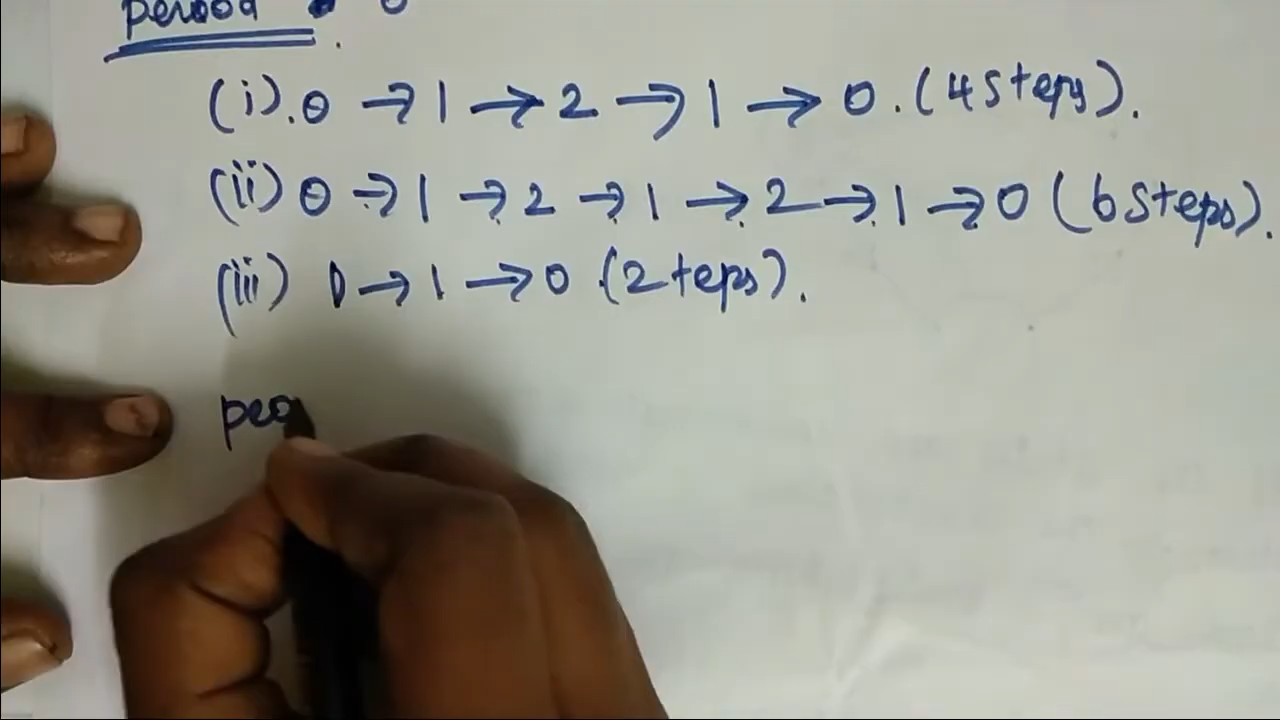 period
(i). 0 → 1 → 2 → 1 → 0. (4 steps).
(ii) 0 → 1 → 2 → 1 → 2 → 1 → 0 (6 steps).
(iii) 0 → 1 → 0 (2 teps).